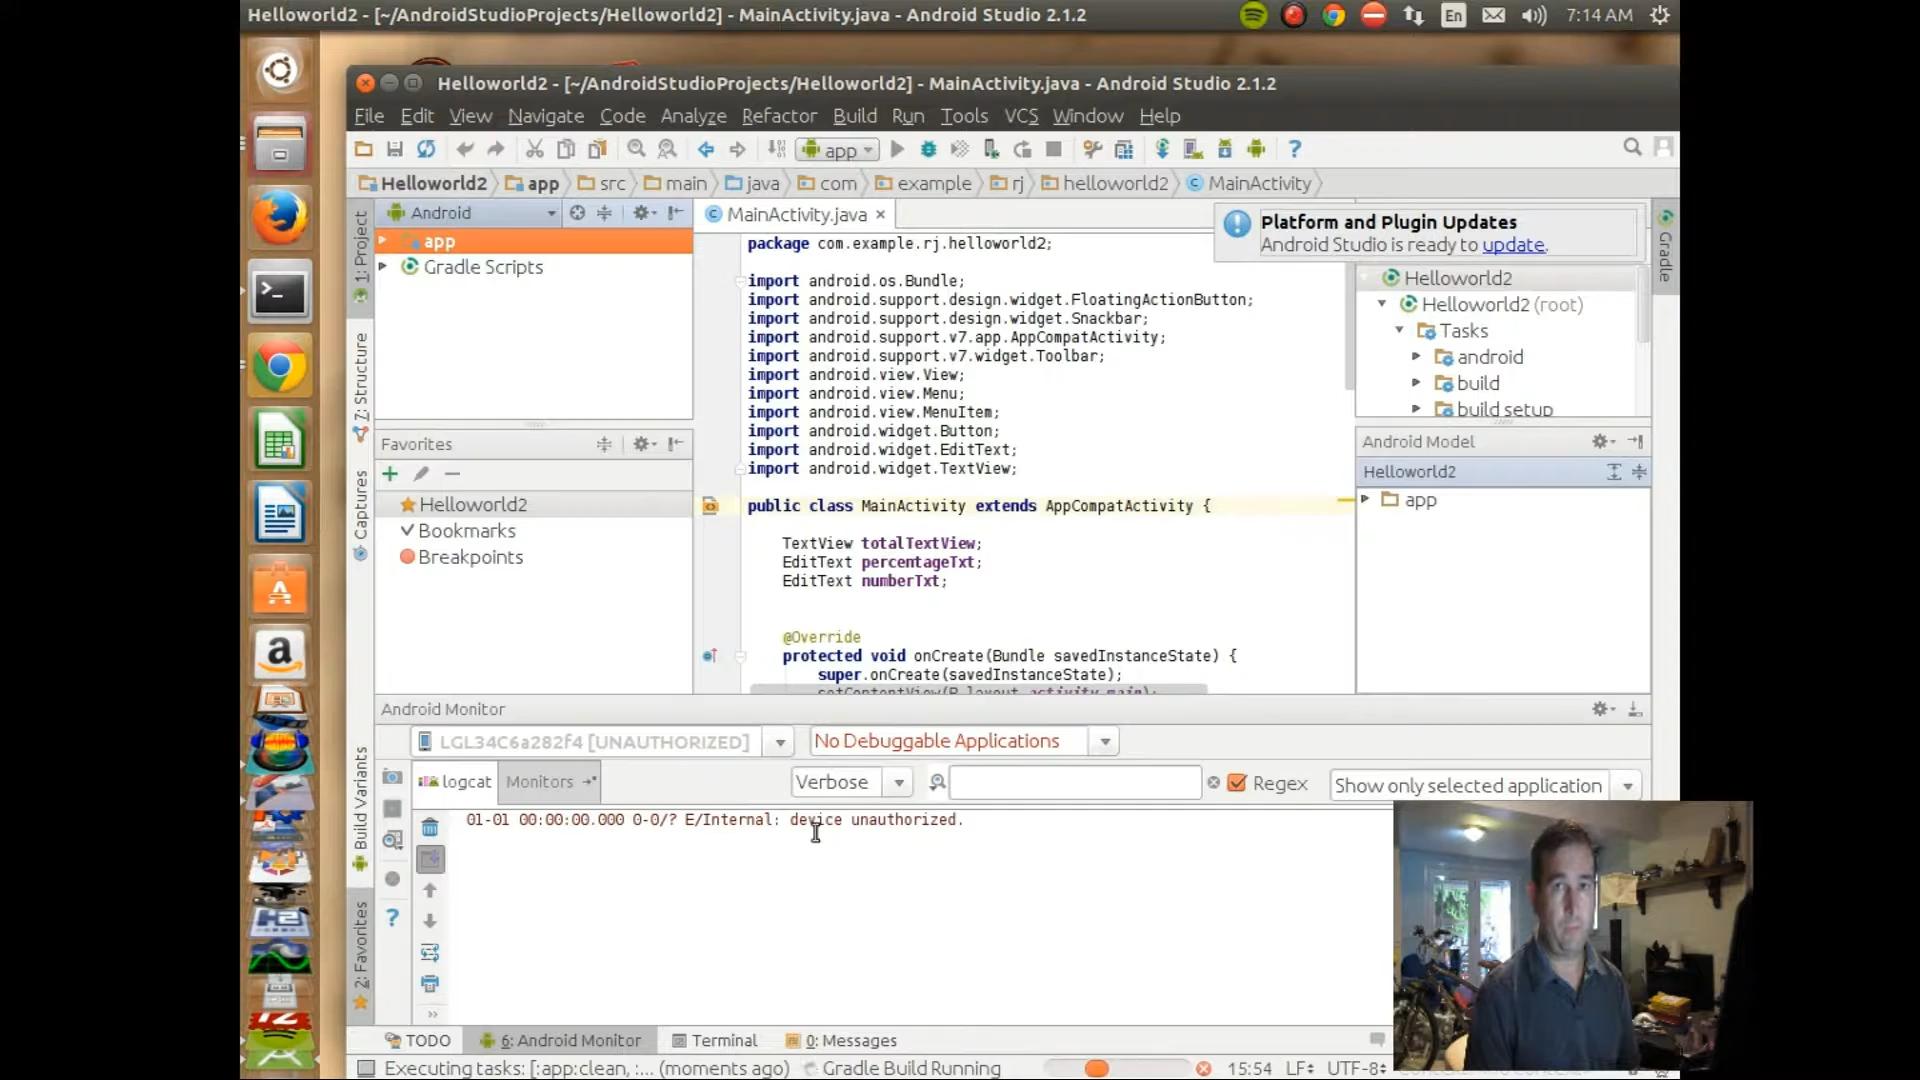 Helloworld2 - [~/AndroidStudioProjects/Helloworld2] - MainActivity.java - Android Studio 2.1.2
En
7:14 AM
Helloworld2 - [~/AndroidStudioProjects/Helloworld2] - MainActivity.java - Android Studio 2.1.2
File Edit View Navigate Code Analyze Refactor Build Run Tools VCS Window Help
app
Helloworld2 app src main java com example rj helloworld2 MainActivity
1: Project
Android
MainActivity.java
Platform and Plugin Updates
Android Studio is ready to update.
Gradle
app
Gradle Scripts
package com.example.rj.helloworld2;
import android.os.Bundle;
import android.support.design.widget.FloatingActionButton;
import android.support.design.widget.Snackbar;
import android.support.v7.app.AppCompatActivity;
import android.support.v7.widget.Toolbar;
import android.view.View;
import android.view.Menu;
import android.view.MenuItem;
import android.widget.Button;
import android.widget.EditText;
import android.widget.TextView;
public class MainActivity extends AppCompatActivity {
TextView totalTextView;
EditText percentageTxt;
EditText numberTxt;
@Override
protected void onCreate(Bundle savedInstanceState) {
super.onCreate(savedInstanceState);
setContentView(R.layout.activity_main);
Helloworld2
Helloworld2 (root)
Tasks
android
build
build setup
Android Model
Helloworld2
app
7: Structure
Captures
Favorites
Helloworld2
Bookmarks
Breakpoints
Build Variants
2: Favorites
Android Monitor
LGL34C6a282f4 [UNAUTHORIZED]
No Debuggable Applications
logcat
Monitors
Verbose
Regex
Show only selected application
01-01 00:00:00.000 0-0/? E/Internal: device unauthorized.
TODO
6: Android Monitor
Terminal
0: Messages
Executing tasks: [:app:clean, :... (moments ago)
Gradle Build Running
15:54
LF
UTF-8